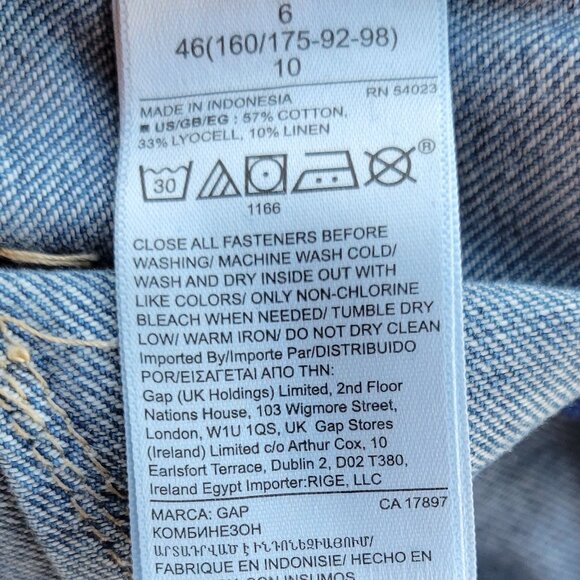 6
46(160/175-92-98)
10
MADE IN INDONESIA RN 54023
US/GB/EG : 57% COTTON,
33% LYOCELL, 10% LINEN
30
®
1166
CLOSE ALL FASTENERS BEFORE
WASHING/ MACHINE WASH COLD/
WASH AND DRY INSIDE OUT WITH
LIKE COLORS/ ONLY NON-CHLORINE
BLEACH WHEN NEEDED/ TUMBLE DRY
LOW/ WARM IRON/ DO NOT DRY CLEAN
Imported By/Importe Par/DISTRIBUIDO
POR/ΕΙΣΑΓΕΤΑΙ ΑΠΟ ΤΗΝ:
Gap (UK Holdings) Limited, 2nd Floor
Nations House, 103 Wigmore Street,
London, W1U 1QS, UK Gap Stores
(Ireland) Limited c/o Arthur Cox, 10
Earlsfort Terrace, Dublin 2, D02 T380,
Ireland Egypt Importer:RIGE, LLC
MARCA: GAP CA 17897
КОМБИНЕЗОН
ԱՐՏԱԴՐՎԱԾ Է ԻՆԴՈՆԵԶԻԱՅՈՒՄ/
FABRIQUE EN INDONESIE/ HECHO EN